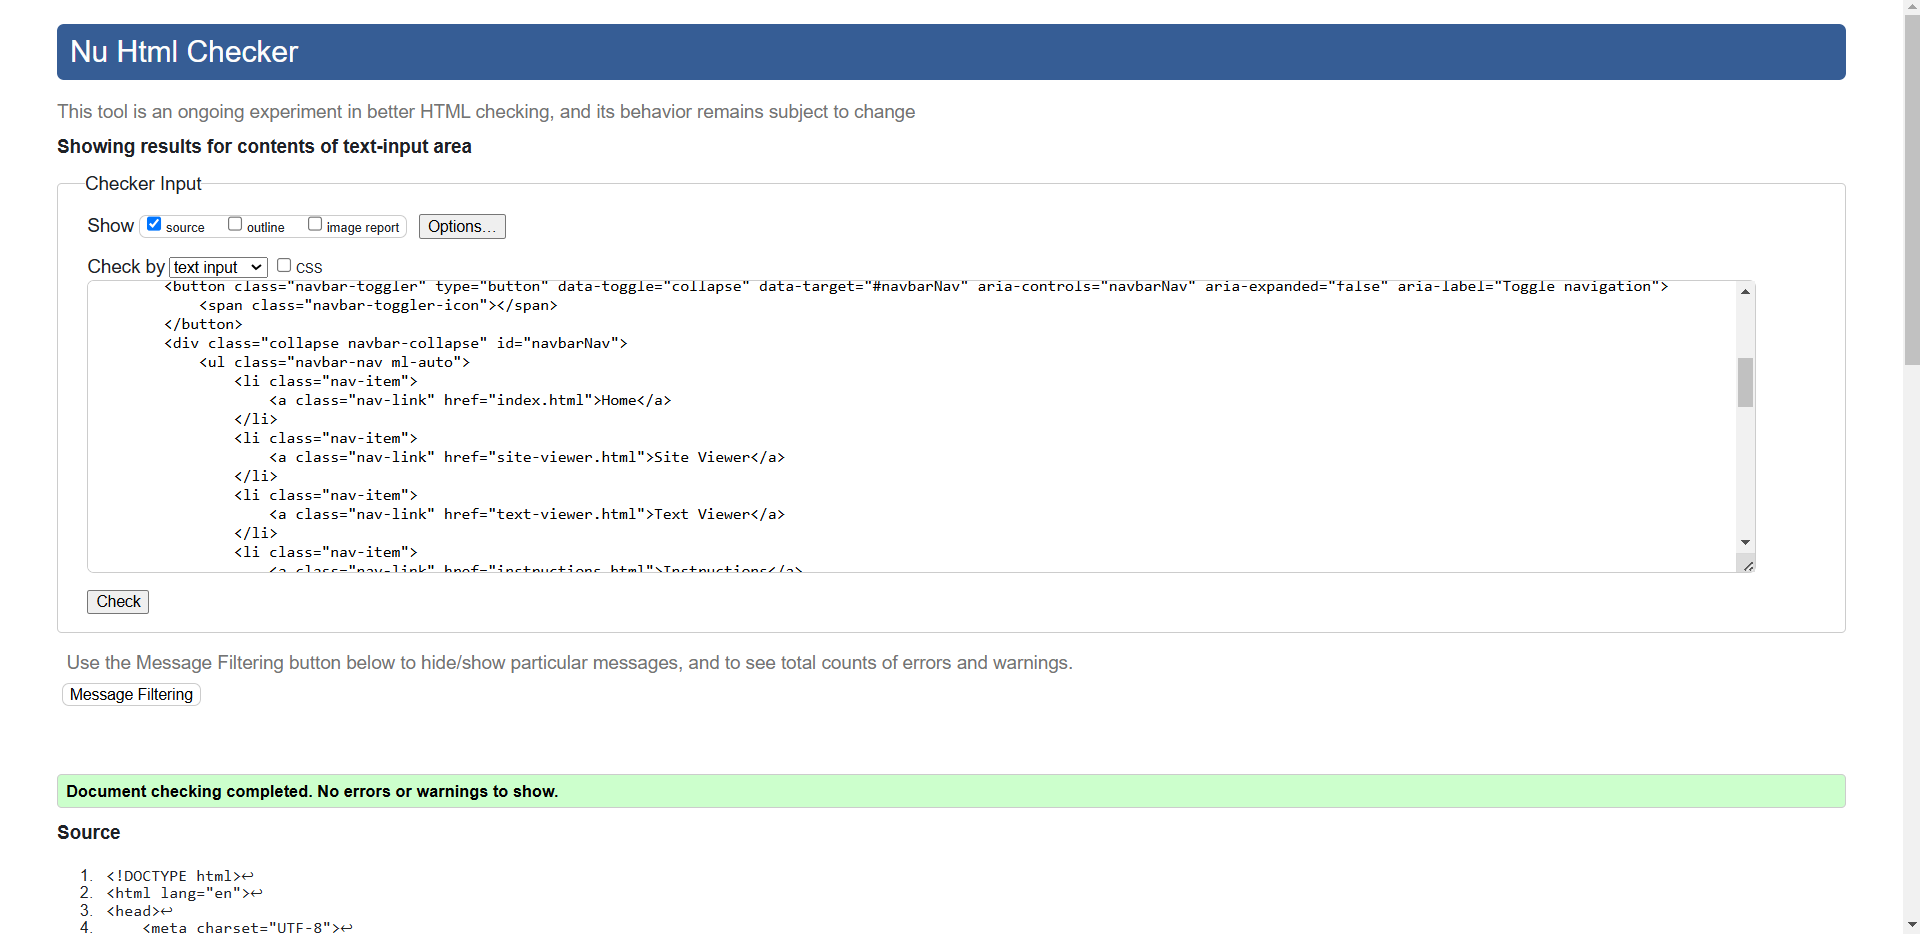 Nu Html Checker
This tool is an ongoing experiment in better HTML checking, and its behavior remains subject to change
Showing results for contents of text-input area
Checker Input
Show source outline image report Options...
Check by text input CSS
<button class="navbar-toggler" type="button" data-toggle="collapse" data-target="#navbarNav" aria-controls="navbarNav" aria-expanded="false" aria-label="Toggle navigation">
<span class="navbar-toggler-icon"></span>
</button>
<div class="collapse navbar-collapse" id="navbarNav">
<ul class="navbar-nav ml-auto">
<li class="nav-item">
<a class="nav-link" href="index.html">Home</a>
</li>
<li class="nav-item">
<a class="nav-link" href="site-viewer.html">Site Viewer</a>
</li>
<li class="nav-item">
<a class="nav-link" href="text-viewer.html">Text Viewer</a>
</li>
<li class="nav-item">
<a class="nav-link" href="instructions.html">Instructions</a>
Check
Use the Message Filtering button below to hide/show particular messages, and to see total counts of errors and warnings.
Message Filtering
Document checking completed. No errors or warnings to show.
Source
1. <!DOCTYPE html>↩
2. <html lang="en">↩
3. <head>↩
4. <meta charset="UTF-8">↩